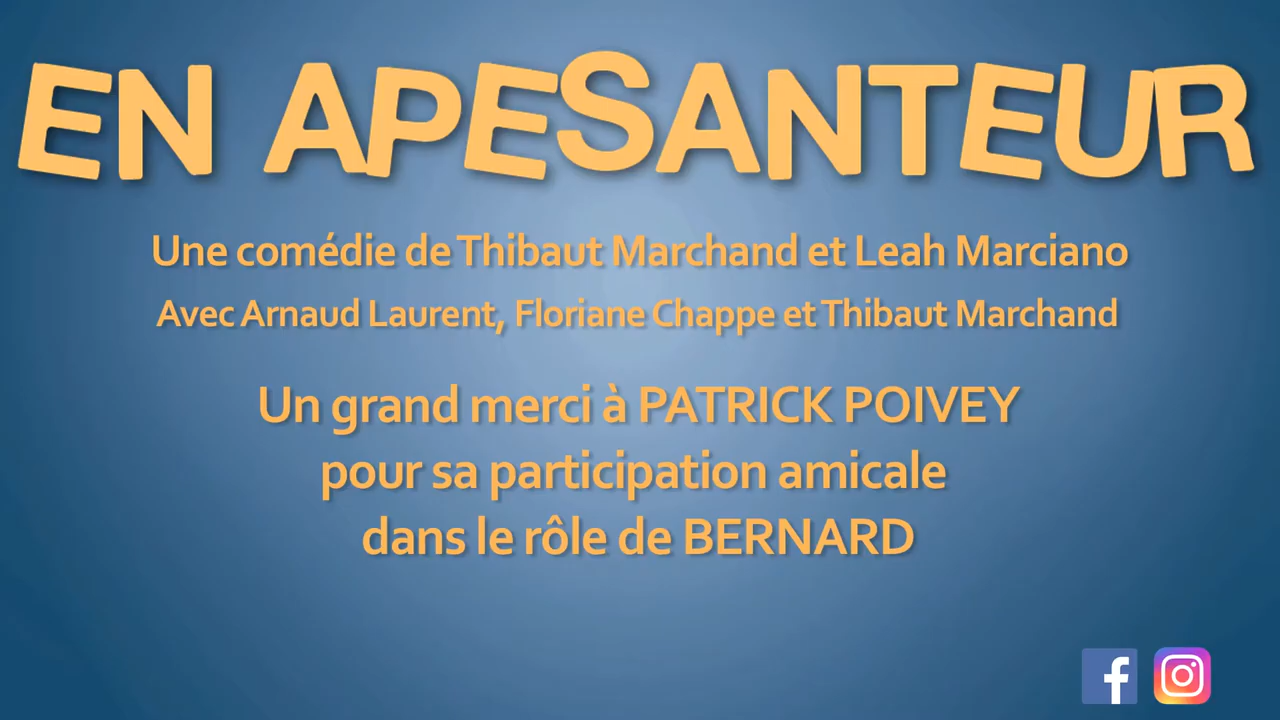 EN APESANTEUR
Une comédie de Thibaut Marchand et Leah Marciano
Avec Arnaud Laurent, Floriane Chappe et Thibaut Marchand
Un grand merci à PATRICK POIVEY
pour sa participation amicale
dans le rôle de BERNARD